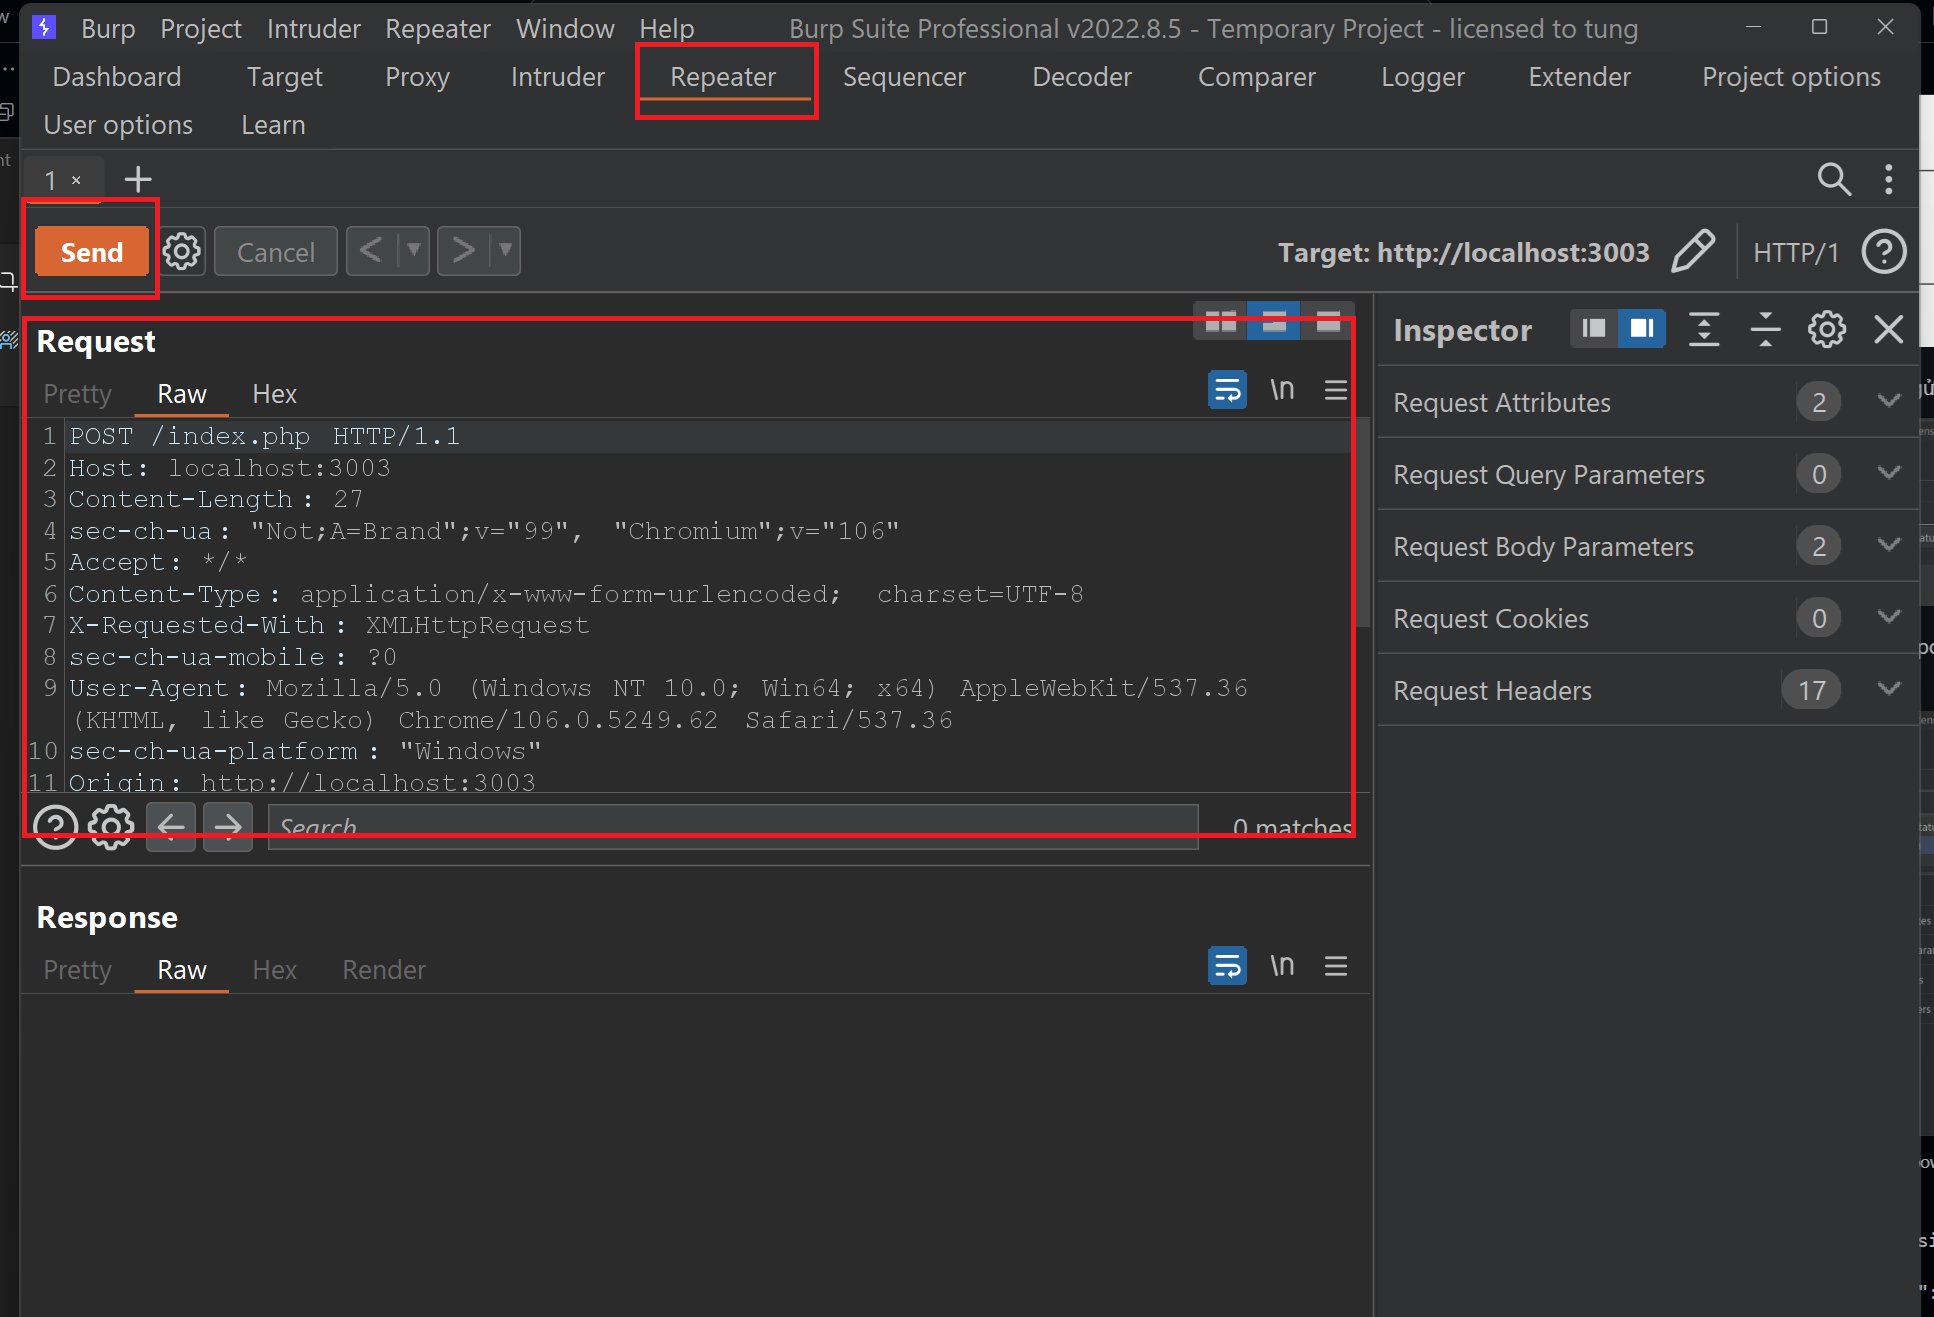 Burp Project Intruder Repeater Window Help Burp Suite Professional v2022.8.5 - Temporary Project - licensed to tung
Dashboard Target Proxy Intruder Repeater Sequencer Decoder Comparer Logger Extender Project options
User options Learn
1 ×
Send Cancel < > Target: http://localhost:3003 HTTP/1 ?
Request
Pretty Raw Hex \n
1 POST /index.php HTTP/1.1
2 Host: localhost:3003
3 Content-Length: 27
4 sec-ch-ua: "Not;A=Brand";v="99", "Chromium";v="106"
5 Accept: */*
6 Content-Type: application/x-www-form-urlencoded; charset=UTF-8
7 X-Requested-With: XMLHttpRequest
8 sec-ch-ua-mobile: ?0
9 User-Agent: Mozilla/5.0 (Windows NT 10.0; Win64; x64) AppleWebKit/537.36
(KHTML, like Gecko) Chrome/106.0.5249.62 Safari/537.36
10 sec-ch-ua-platform: "Windows"
11 Origin: http://localhost:3003
? Search 0 matches
Response
Pretty Raw Hex Render \n
Inspector
Request Attributes 2
Request Query Parameters 0
Request Body Parameters 2
Request Cookies 0
Request Headers 17